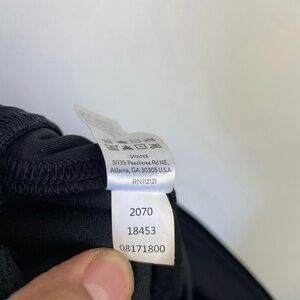 SPANX
3035 Peachtree Rd NE,
Atlanta, GA 30305 U.S.A.
RN112121
2070
18453
08171800